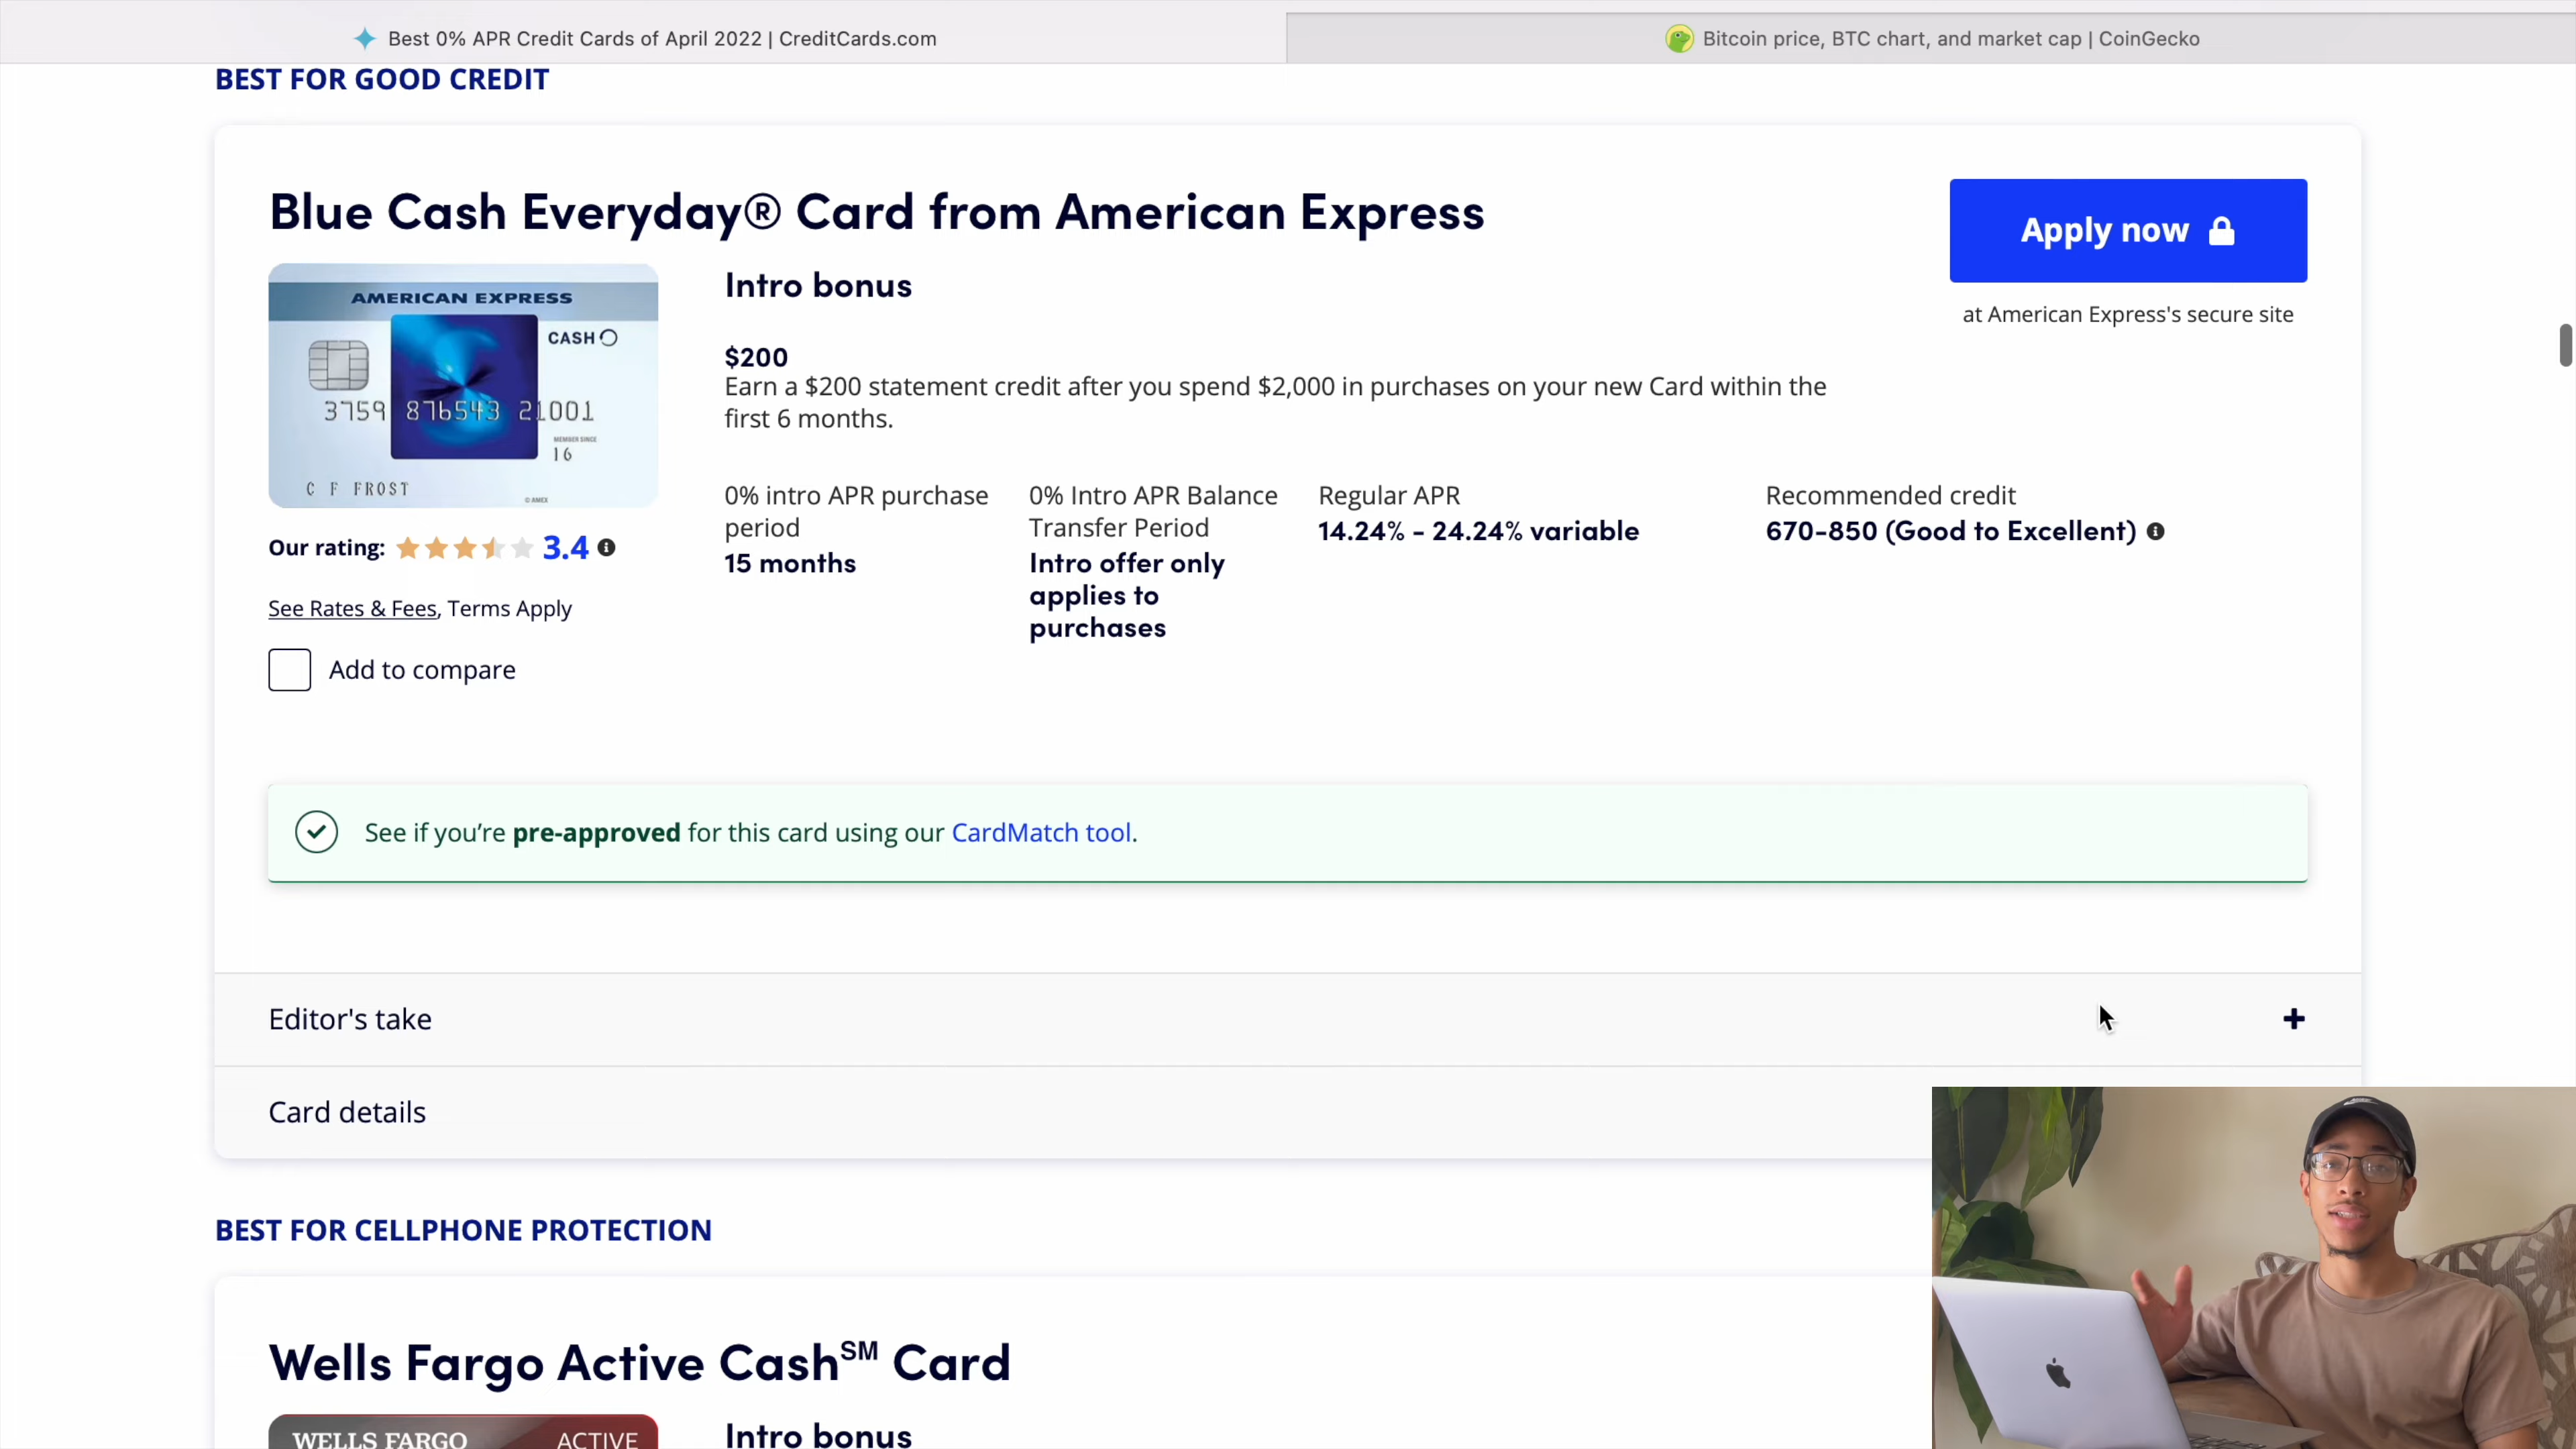 Best 0% APR Credit Cards of April 2022 | CreditCards.com
Bitcoin price, BTC chart, and market cap | CoinGecko
BEST FOR GOOD CREDIT
Blue Cash Everyday® Card from American Express
Apply now
at American Express's secure site
AMERICAN EXPRESS
CASH
3759 876543 21001
MEMBER SINCE
16
C F FROST
© AMEX
Intro bonus
$200
Earn a $200 statement credit after you spend $2,000 in purchases on your new Card within the
first 6 months.
0% intro APR purchase
period
15 months
0% Intro APR Balance
Transfer Period
Intro offer only
applies to
purchases
Regular APR
14.24% - 24.24% variable
Recommended credit
670-850 (Good to Excellent)
Our rating: 3.4
See Rates & Fees, Terms Apply
Add to compare
See if you’re pre-approved for this card using our CardMatch tool.
Editor's take
Card details
BEST FOR CELLPHONE PROTECTION
Wells Fargo Active Cash℠ Card
WELLS FARGO
ACTIVE
Intro bonus